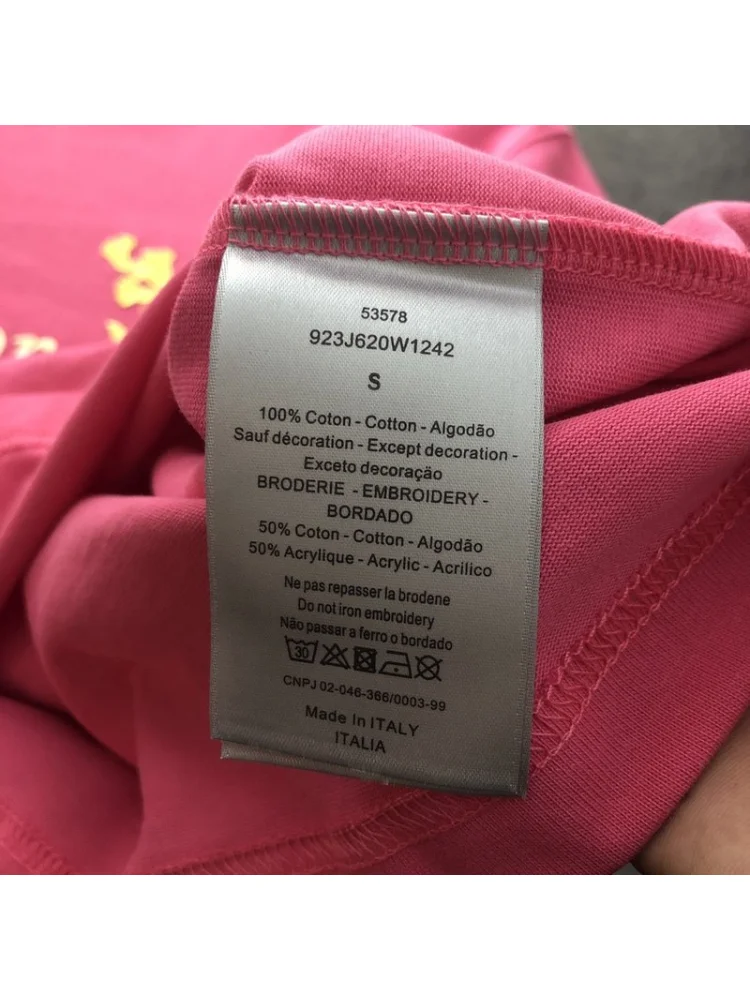 53578
923J620W1242
S
100% Coton - Cotton - Algodão
Sauf décoration - Except decoration -
Exceto decoração
BRODERIE - EMBROIDERY -
BORDADO
50% Coton - Cotton - Algodão
50% Acrylique - Acrylic - Acrilico
Ne pas repasser la brodene
Do not iron embroidery
Não passar a ferro o bordado
30
CNPJ 02-046-366/0003-99
Made In ITALY
ITALIA